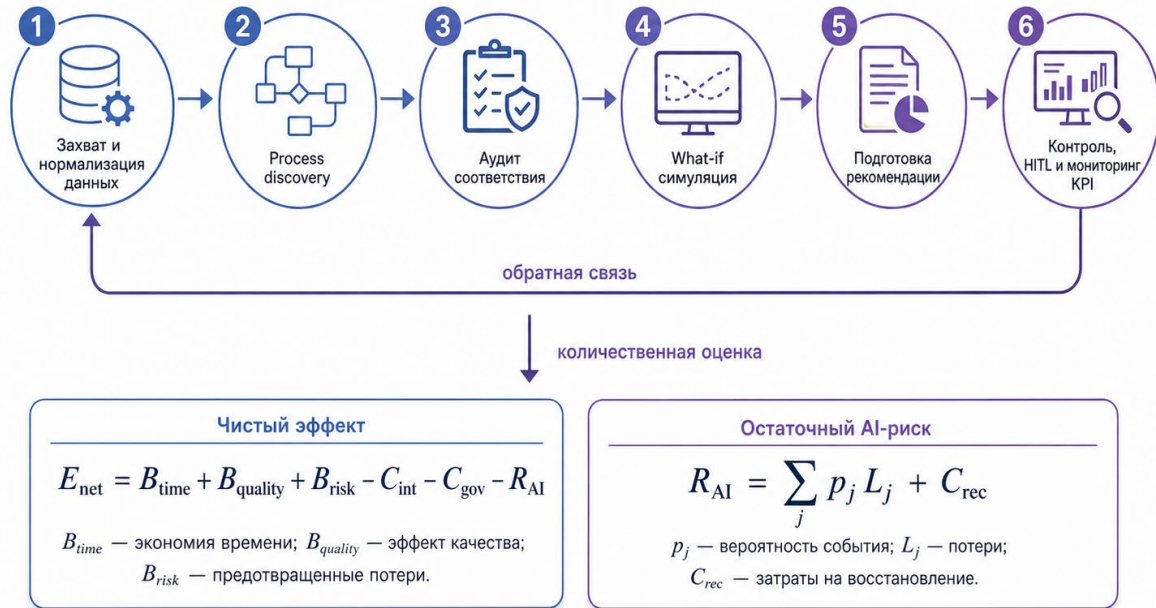 1
Захват и
нормализация
данных
2
Process
discovery
3
Аудит
соответствия
4
What-if
симуляция
5
Подготовка
рекомендации
6
Контроль,
HITL и мониторинг
KPI
обратная связь
количественная оценка
Чистый эффект
E_net = B_time + B_quality + B_risk − C_int − C_gov − R_AI
B_time — экономия времени; B_quality — эффект качества;
B_risk — предотвращенные потери.
Остаточный AI-риск
R_AI = ∑_j p_j L_j + C_rec
p_j — вероятность события; L_j — потери;
C_rec — затраты на восстановление.